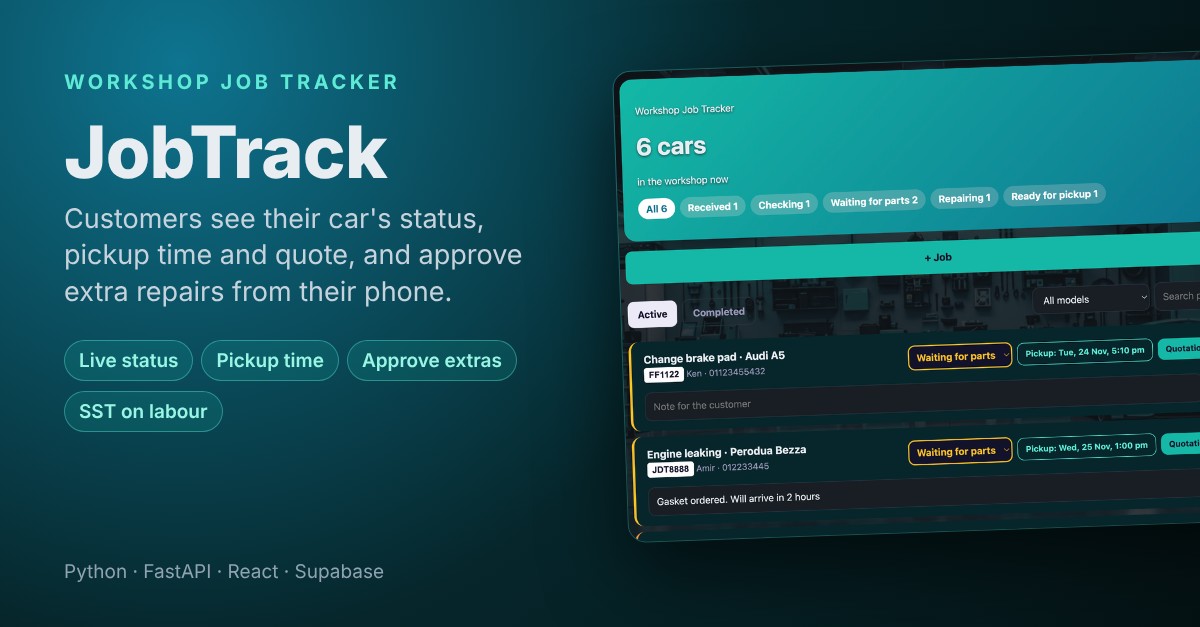 WORKSHOP JOB TRACKER
JobTrack
Customers see their car's status,
pickup time and quote, and approve
extra repairs from their phone.
Live status
Pickup time
Approve extras
SST on labour
Python · FastAPI · React · Supabase
Workshop Job Tracker
6 cars
in the workshop now
All 6
Received 1
Checking 1
Waiting for parts 2
Repairing 1
Ready for pickup 1
+ Job
Active
Completed
All models
Search
Change brake pad · Audi A5
FF1122 Ken · 01123455432
Waiting for parts
Pickup: Tue, 24 Nov, 5:10 pm
Note for the customer
Engine leaking · Perodua Bezza
JDT8888 Amir · 012233445
Waiting for parts
Pickup: Wed, 25 Nov, 1:00 pm
Gasket ordered. Will arrive in 2 hours